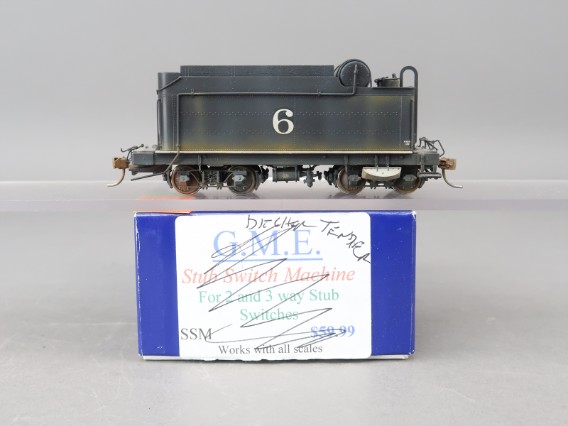 6
TENDER
G.M.E.
Stub Switch Machine
For 2 and 3 way Stub
Switches
SSM $59.99
Works with all scales